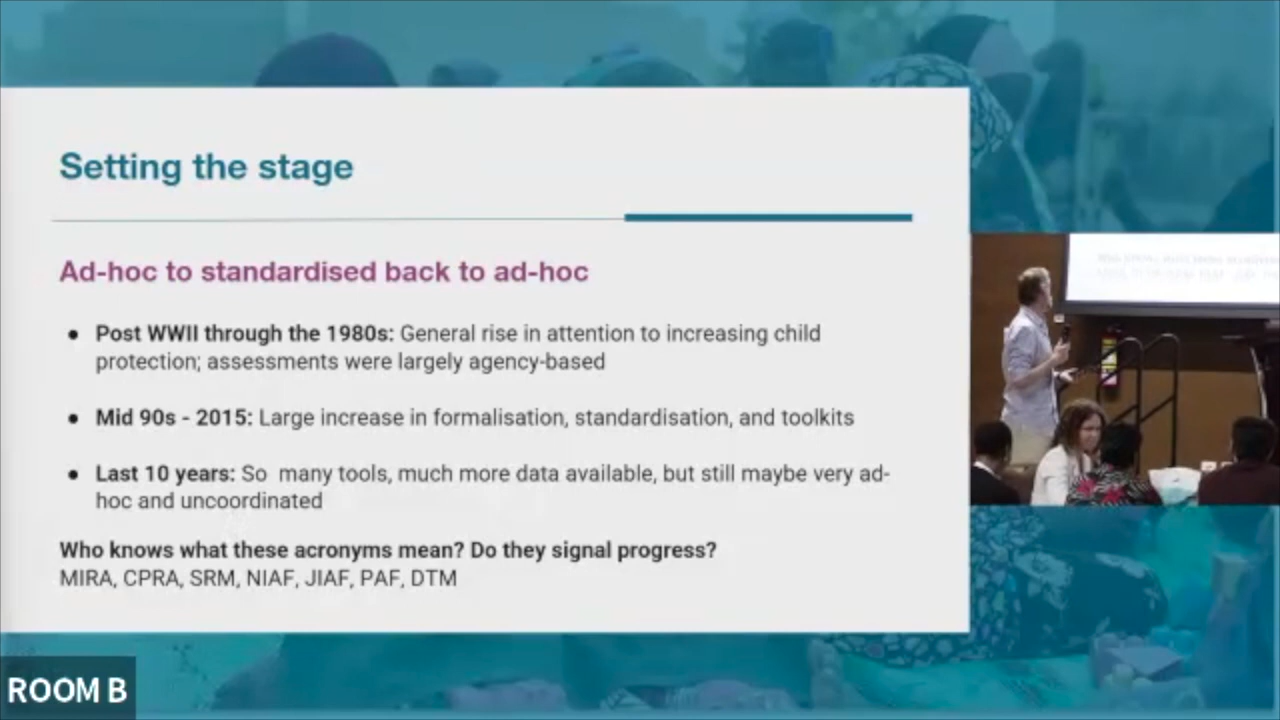 Setting the stage
Ad-hoc to standardised back to ad-hoc
● Post WWII through the 1980s: General rise in attention to increasing child
protection; assessments were largely agency-based
● Mid 90s - 2015: Large increase in formalisation, standardisation, and toolkits
● Last 10 years: So many tools, much more data available, but still maybe very ad-
hoc and uncoordinated
Who knows what these acronyms mean? Do they signal progress?
MIRA, CPRA, SRM, NIAF, JIAF, PAF, DTM
ROOM B